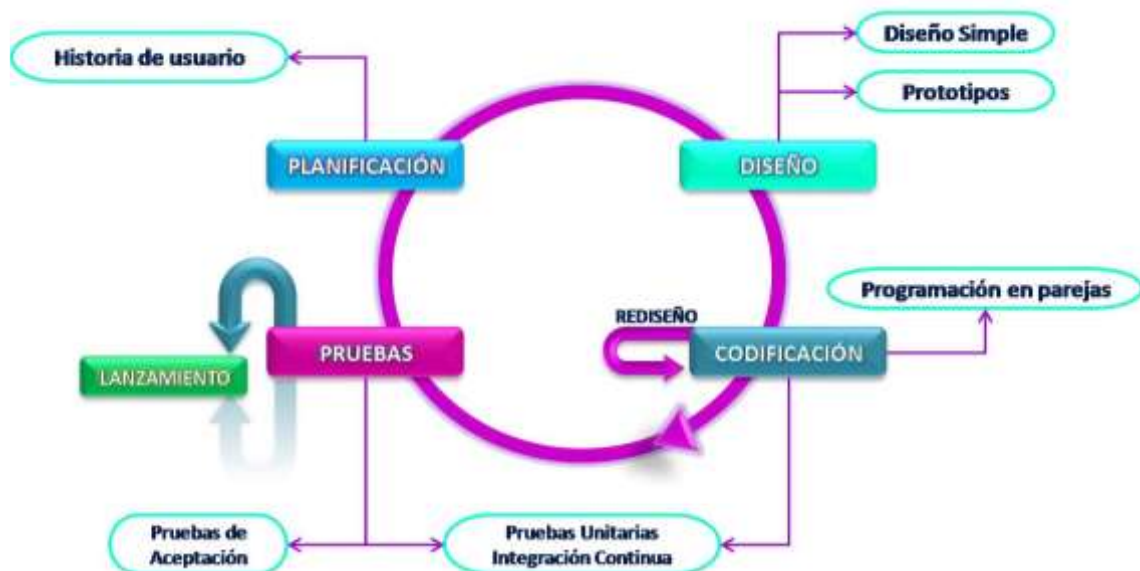 Historia de usuario
Diseño Simple
Prototipos
PLANIFICACIÓN
DISEÑO
Programación en parejas
REDISEÑO
PRUEBAS
CODIFICACIÓN
LANZAMIENTO
Pruebas de
Aceptación
Pruebas Unitarias
Integración Continua